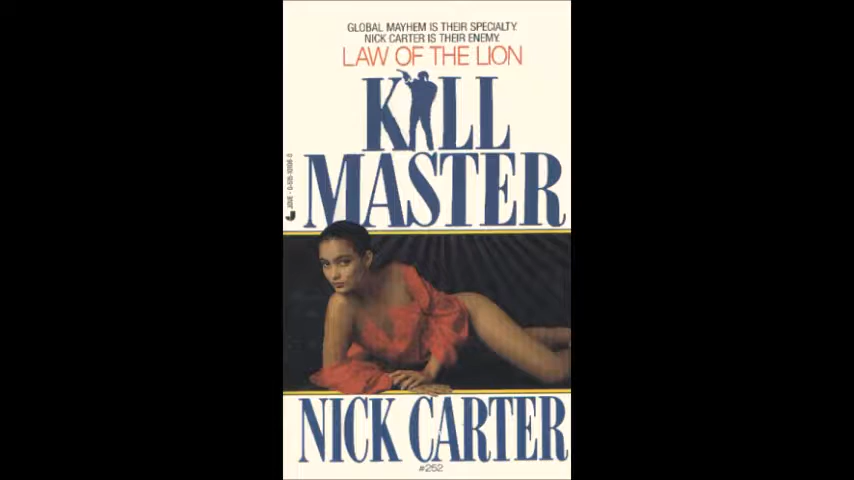 GLOBAL MAYHEM IS THEIR SPECIALTY.
NICK CARTER IS THEIR ENEMY.
LAW OF THE LION
KILL
MASTER
NICK CARTER
#252